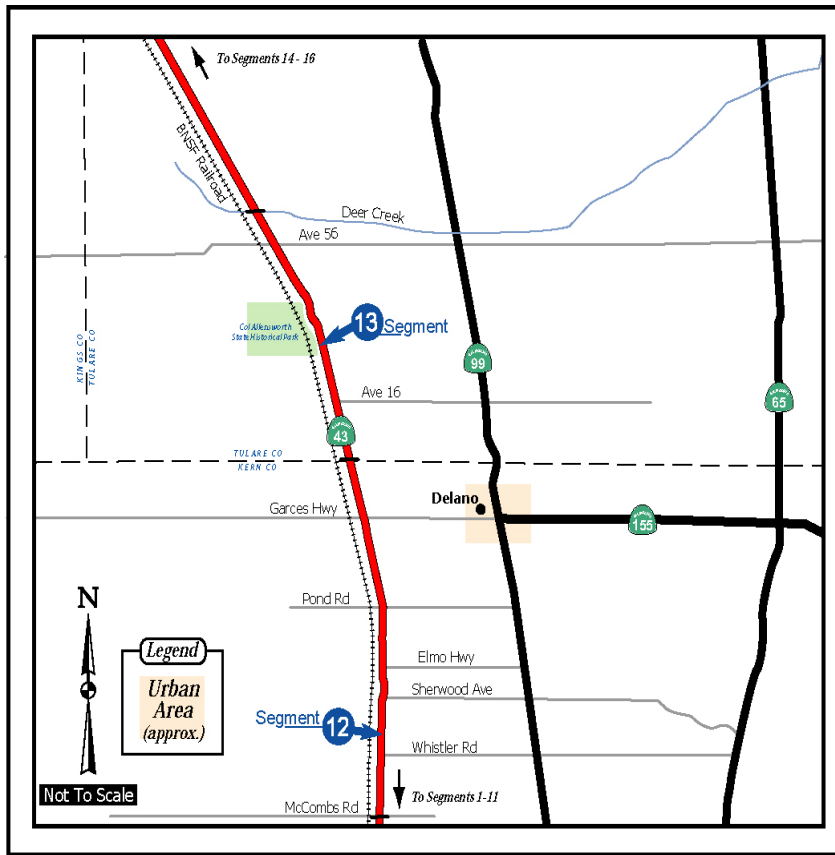 To Segments 14 - 16
BNSF Railroad
Deer Creek
Ave 56
Col Allensworth
State Historical Park
13 Segment
99
KINGS CO
TULARE CO
Ave 16
65
43
TULARE CO
KERN CO
Delano
Garces Hwy
155
Pond Rd
N
Legend
Urban
Area
(approx.)
Elmo Hwy
Sherwood Ave
Segment 12
Whistler Rd
Not To Scale
To Segments 1-11
McCombs Rd